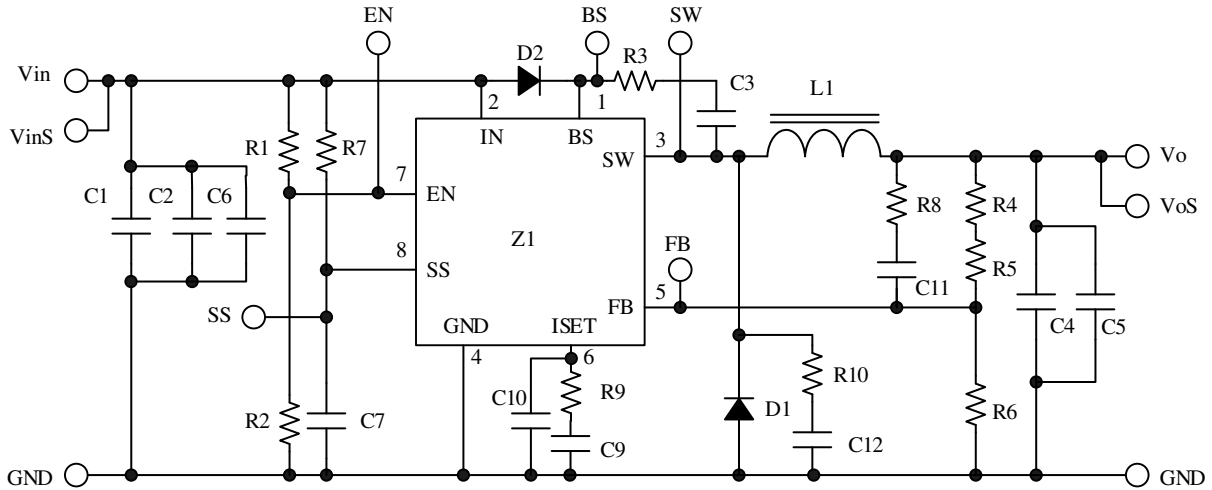 EN
BS
SW
D2
R3
Vin
C3
L1
2
1
VinS
IN
BS
3
R1
R7
SW
Vo
7
C1
C2
C6
EN
R8
R4
VoS
Z1
8
FB
SS
R5
5
C11
SS
FB
GND
ISET
C4
C5
4
6
R10
C10
R9
R2
C7
D1
R6
C9
C12
GND
GND